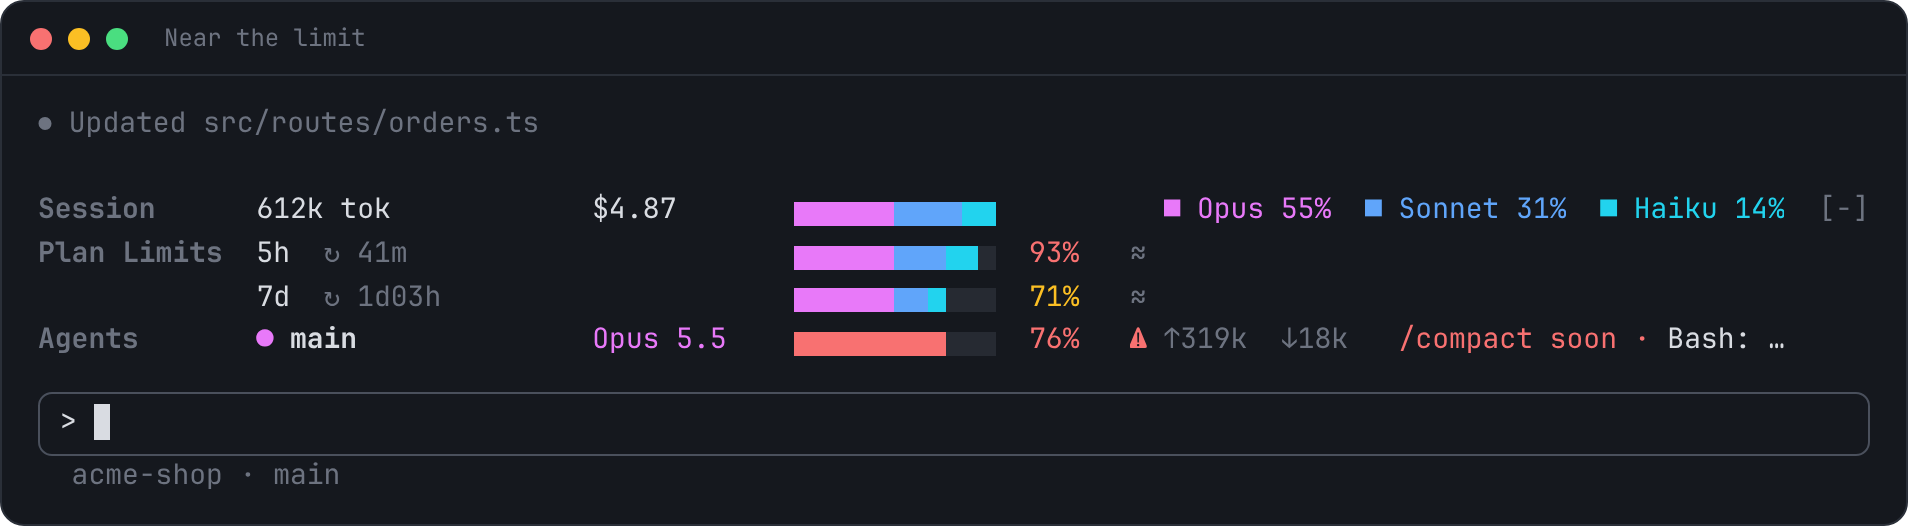 Near the limit
● Updated src/routes/orders.ts
Session 612k tok $4.87 ■ Opus 55% ■ Sonnet 31% ■ Haiku 14% [-]
Plan Limits 5h ↻ 41m 93% ≈
7d ↻ 1d03h 71% ≈
Agents ● main Opus 5.5 76% ⚠ ↑319k ↓18k /compact soon · Bash: …
>
acme-shop · main